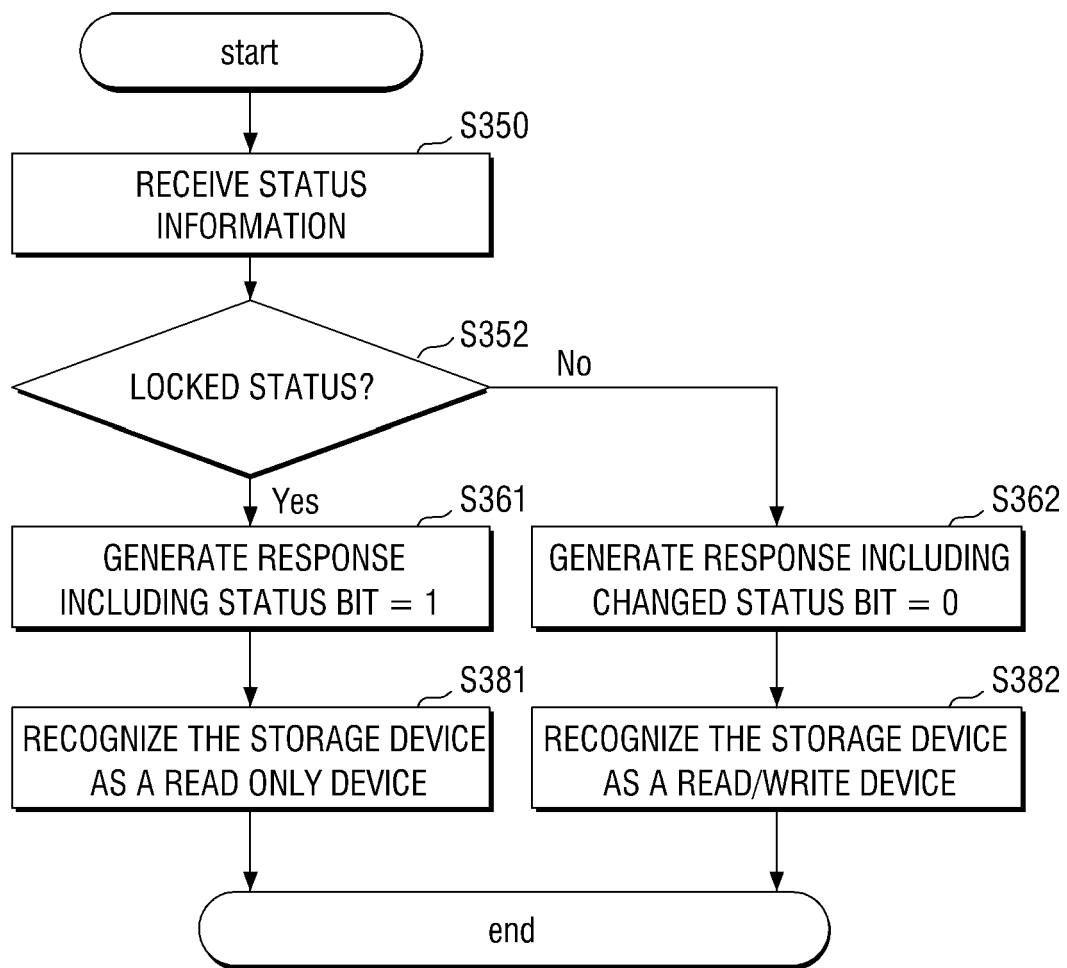 start
S350
RECEIVE STATUS
INFORMATION
S352
LOCKED STATUS?
No
Yes
S361
GENERATE RESPONSE
INCLUDING STATUS BIT = 1
S362
GENERATE RESPONSE INCLUDING
CHANGED STATUS BIT = 0
S381
RECOGNIZE THE STORAGE DEVICE
AS A READ ONLY DEVICE
S382
RECOGNIZE THE STORAGE DEVICE
AS A READ/WRITE DEVICE
end